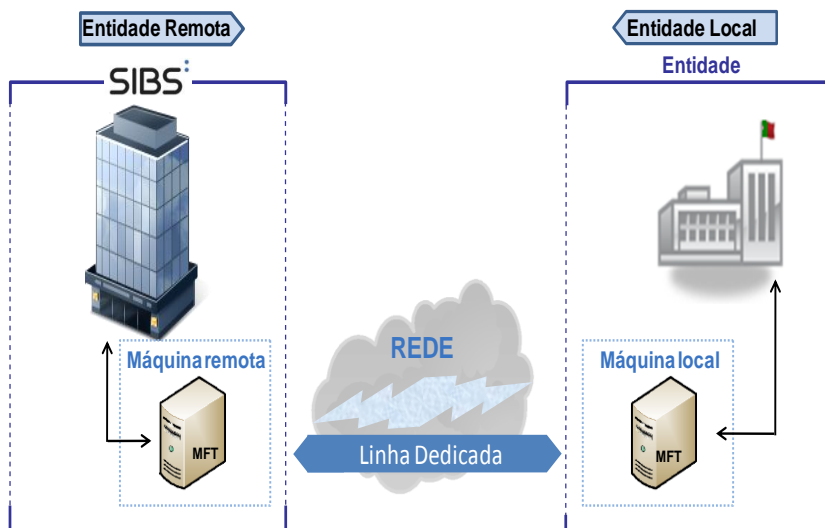 Entidade Remota
Entidade Local
SIBS
Entidade
Máquina remota
MFT
REDE
Linha Dedicada
Máquina local
MFT